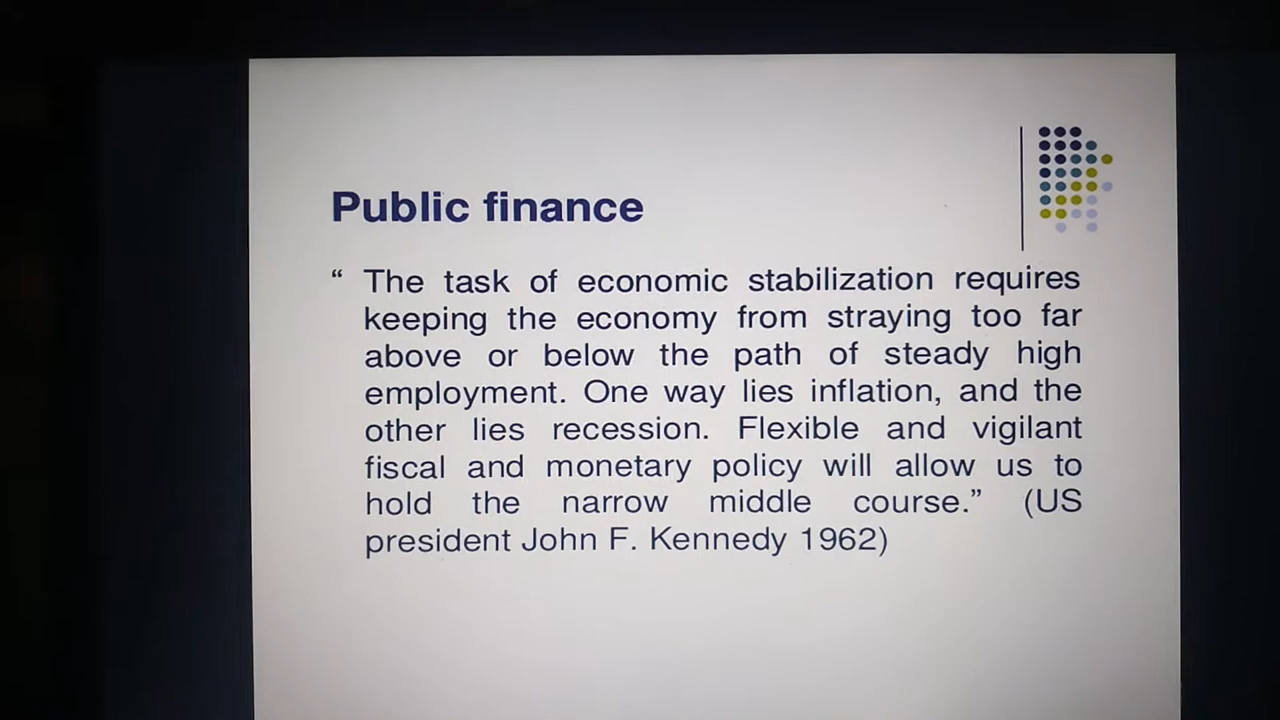 Public finance
“ The task of economic stabilization requires
keeping the economy from straying too far
above or below the path of steady high
employment. One way lies inflation, and the
other lies recession. Flexible and vigilant
fiscal and monetary policy will allow us to
hold the narrow middle course.” (US
president John F. Kennedy 1962)